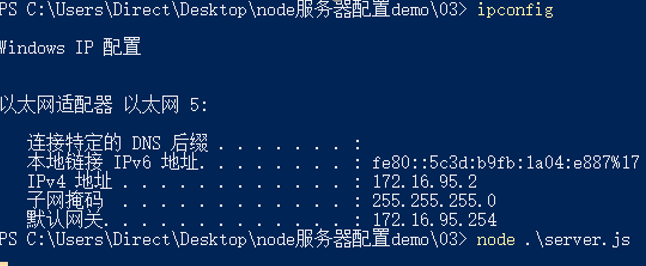 PS C:\Users\Direct\Desktop\node服务器配置demo\03> ipconfig
Windows IP 配置
以太网适配器 以太网 5:
连接特定的 DNS 后缀 . . . . . . . :
本地链接 IPv6 地址. . . . . . . . : fe80::5c3d:b9fb:1a04:e887%17
IPv4 地址 . . . . . . . . . . . . : 172.16.95.2
子网掩码 . . . . . . . . . . . . : 255.255.255.0
默认网关. . . . . . . . . . . . . : 172.16.95.254
PS C:\Users\Direct\Desktop\node服务器配置demo\03> node .\server.js